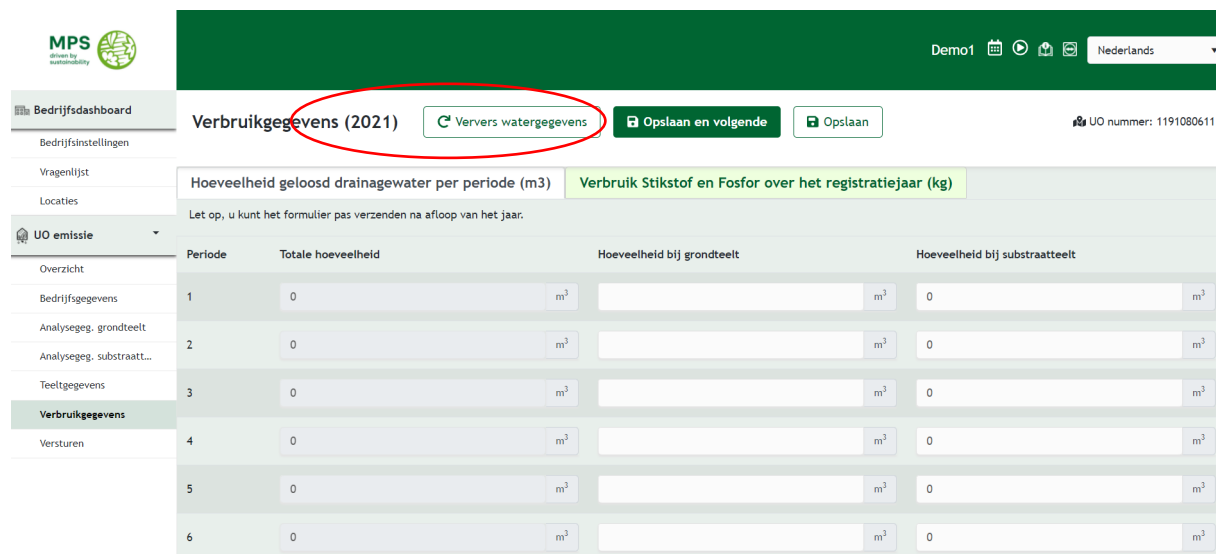 MPS
driven by
sustainability
Demo1
Nederlands
Bedrijfsdashboard
Bedrijfsinstellingen
Vragenlijst
Locaties
UO emissie
Overzicht
Bedrijfsgegevens
Analysegeg. grondteelt
Analysegeg. substraatt...
Teeltgegevens
Verbruikgegevens
Versturen
Verbruikgegevens (2021)
Ververs watergegevens
Opslaan en volgende
Opslaan
UO nummer: 1191080611
Hoeveelheid geloosd drainagewater per periode (m3)
Verbruik Stikstof en Fosfor over het registratiejaar (kg)
Let op, u kunt het formulier pas verzenden na afloop van het jaar.
Periode Totale hoeveelheid Hoeveelheid bij grondteelt Hoeveelheid bij substraatteelt
1 0 m³ m³ 0 m³
2 0 m³ m³ 0 m³
3 0 m³ m³ 0 m³
4 0 m³ m³ 0 m³
5 0 m³ m³ 0 m³
6 0 m³ m³ 0 m³